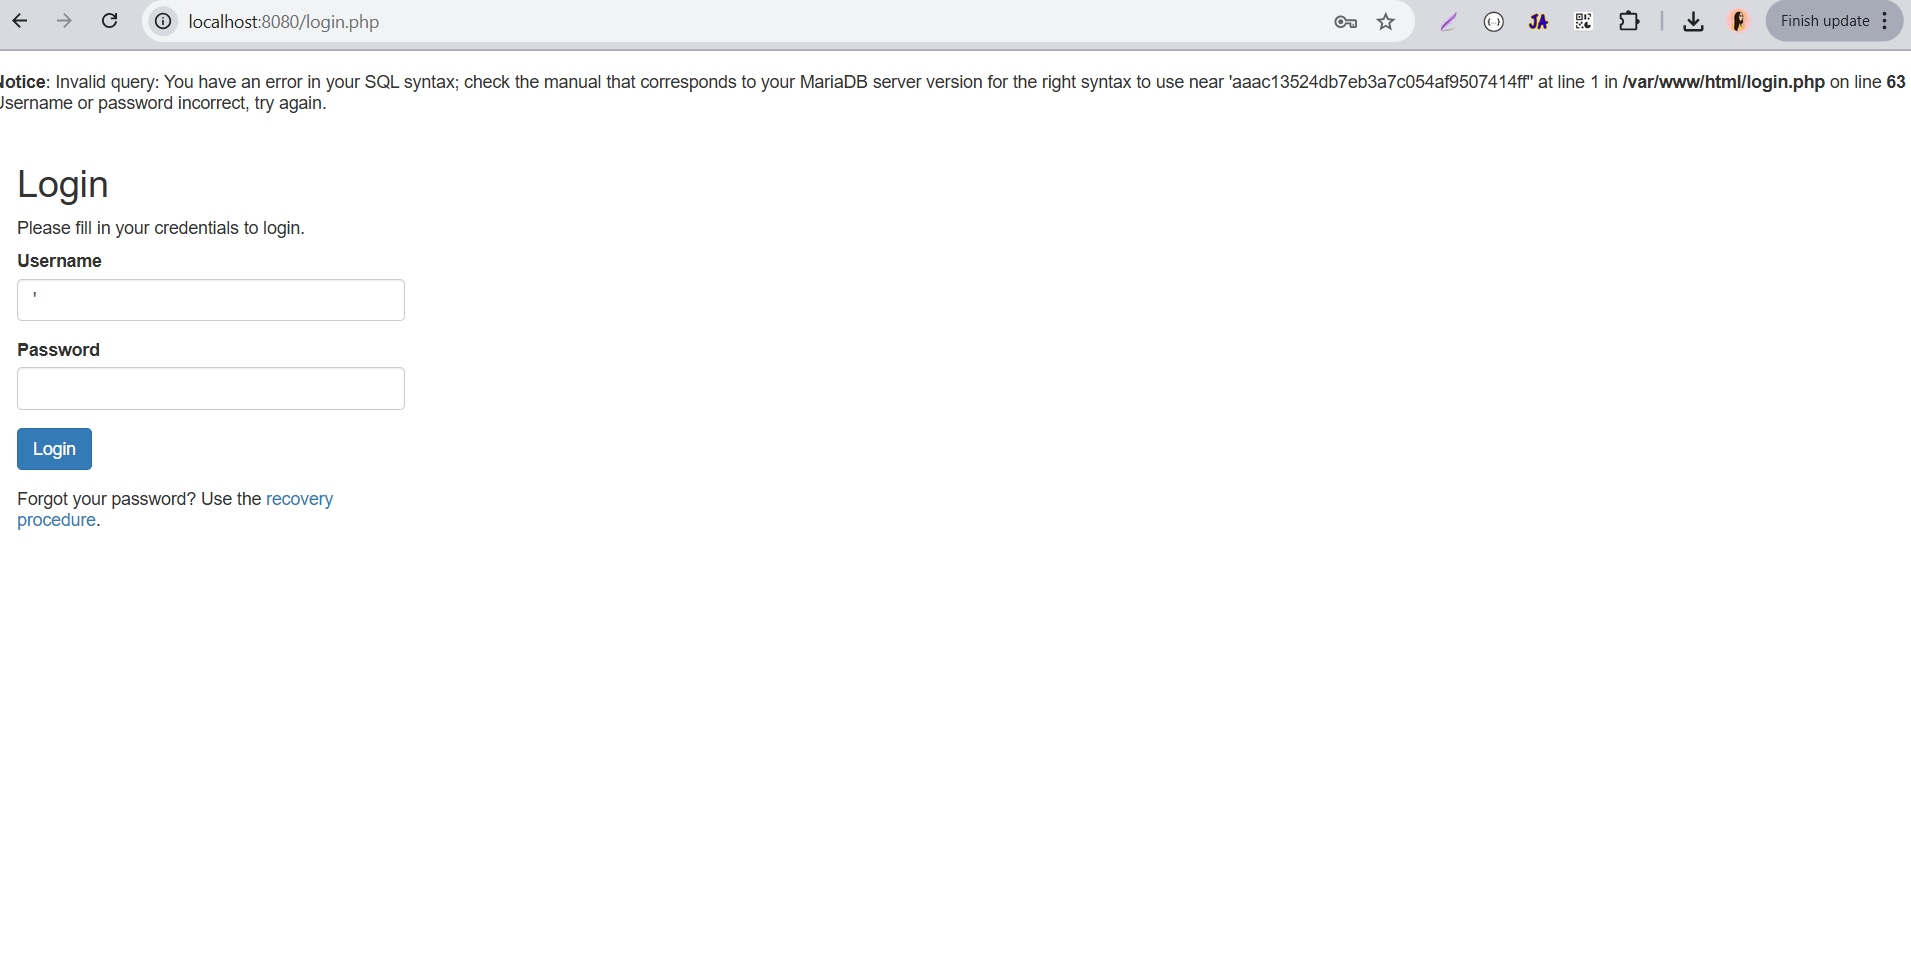 localhost:8080/login.php
JA
Finish update
Notice: Invalid query: You have an error in your SQL syntax; check the manual that corresponds to your MariaDB server version for the right syntax to use near 'aaac13524db7eb3a7c054af9507414ff'' at line 1 in /var/www/html/login.php on line 63
Username or password incorrect, try again.
Login
Please fill in your credentials to login.
Username
'
Password
Login
Forgot your password? Use the recovery
procedure.